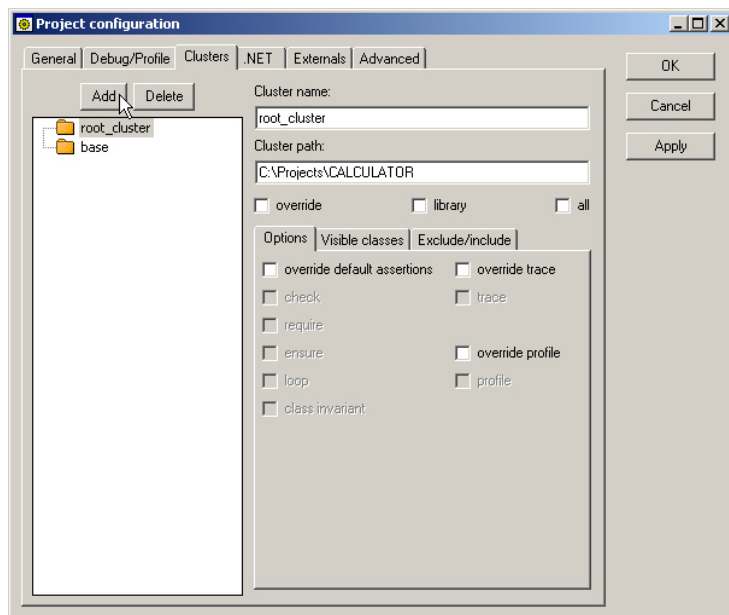 Project configuration
General Debug/Profile Clusters .NET Externals Advanced
OK
Cancel
Apply
Add Delete
root_cluster
base
Cluster name:
root_cluster
Cluster path:
C:\Projects\CALCULATOR
override library all
Options Visible classes Exclude/include
override default assertions override trace
check trace
require
ensure override profile
loop profile
class invariant